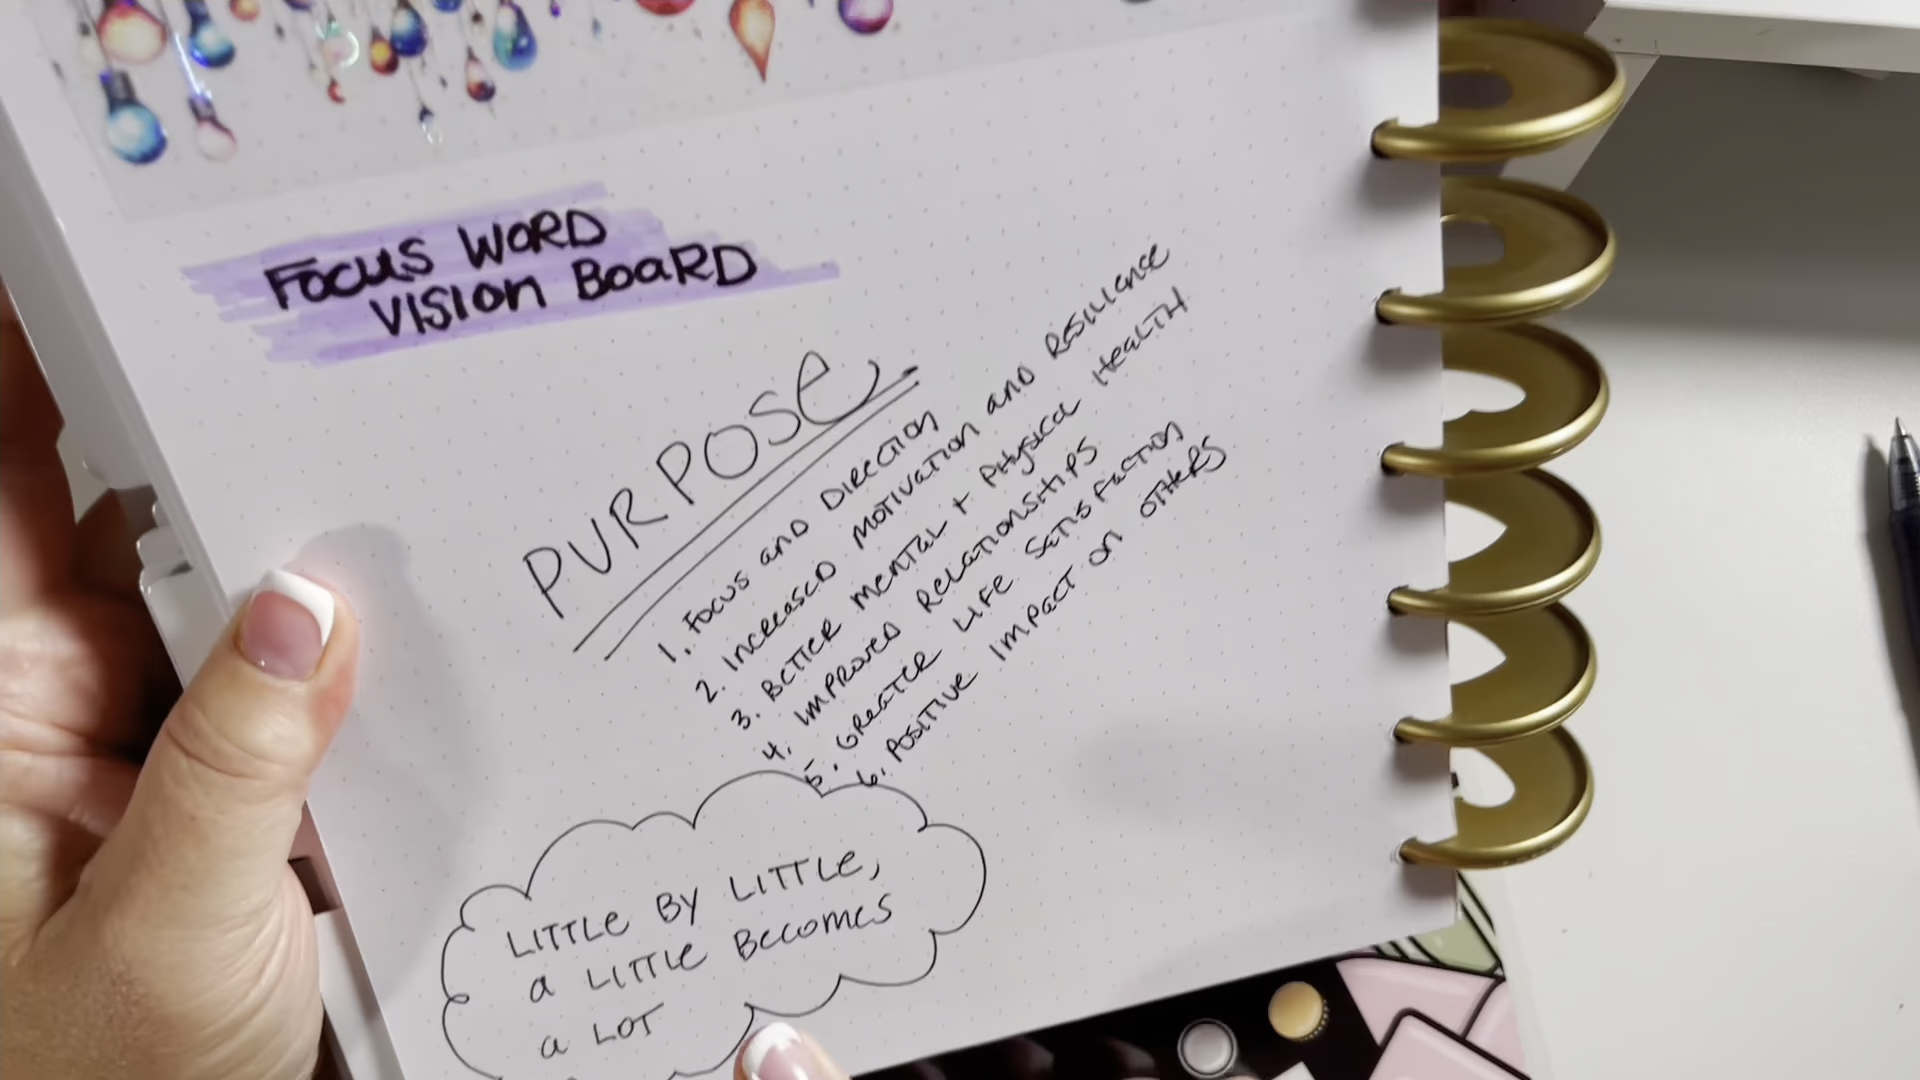 FOCUS WORD
VISION BOARD
PURPOSE
1. FOCUS AND DIRECTION
2. INCREASED MOTIVATION AND RESILIENCE
3. BETTER MENTAL + PHYSICAL HEALTH
4. IMPROVED RELATIONSHIPS
5. GREATER LIFE SATISFACTION
6. POSITIVE IMPACT ON OTHERS
LITTLE BY LITTLE,
A LITTLE BECOMES
A LOT